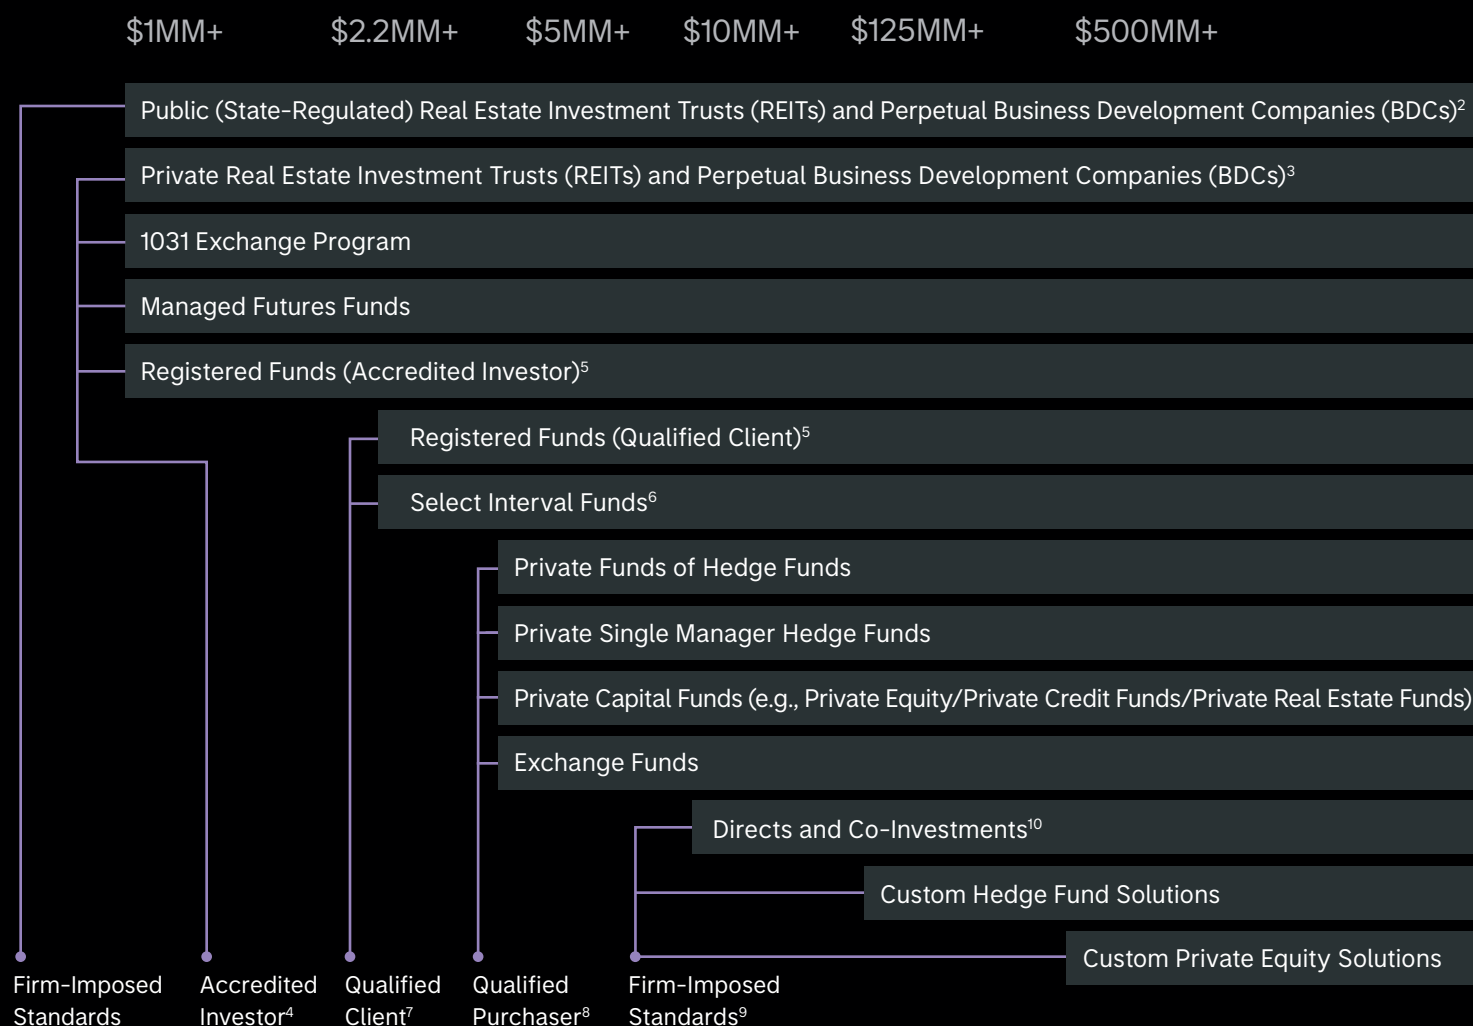 $1MM+ $2.2MM+ $5MM+ $10MM+ $125MM+ $500MM+
Public (State-Regulated) Real Estate Investment Trusts (REITs) and Perpetual Business Development Companies (BDCs)²
Private Real Estate Investment Trusts (REITs) and Perpetual Business Development Companies (BDCs)³
1031 Exchange Program
Managed Futures Funds
Registered Funds (Accredited Investor)⁵
Registered Funds (Qualified Client)⁵
Select Interval Funds⁶
Private Funds of Hedge Funds
Private Single Manager Hedge Funds
Private Capital Funds (e.g., Private Equity/Private Credit Funds/Private Real Estate Funds)
Exchange Funds
Directs and Co-Investments¹⁰
Custom Hedge Fund Solutions
Custom Private Equity Solutions
Firm-Imposed
Standards
Accredited
Investor⁴
Qualified
Client⁷
Qualified
Purchaser⁸
Firm-Imposed
Standards⁹